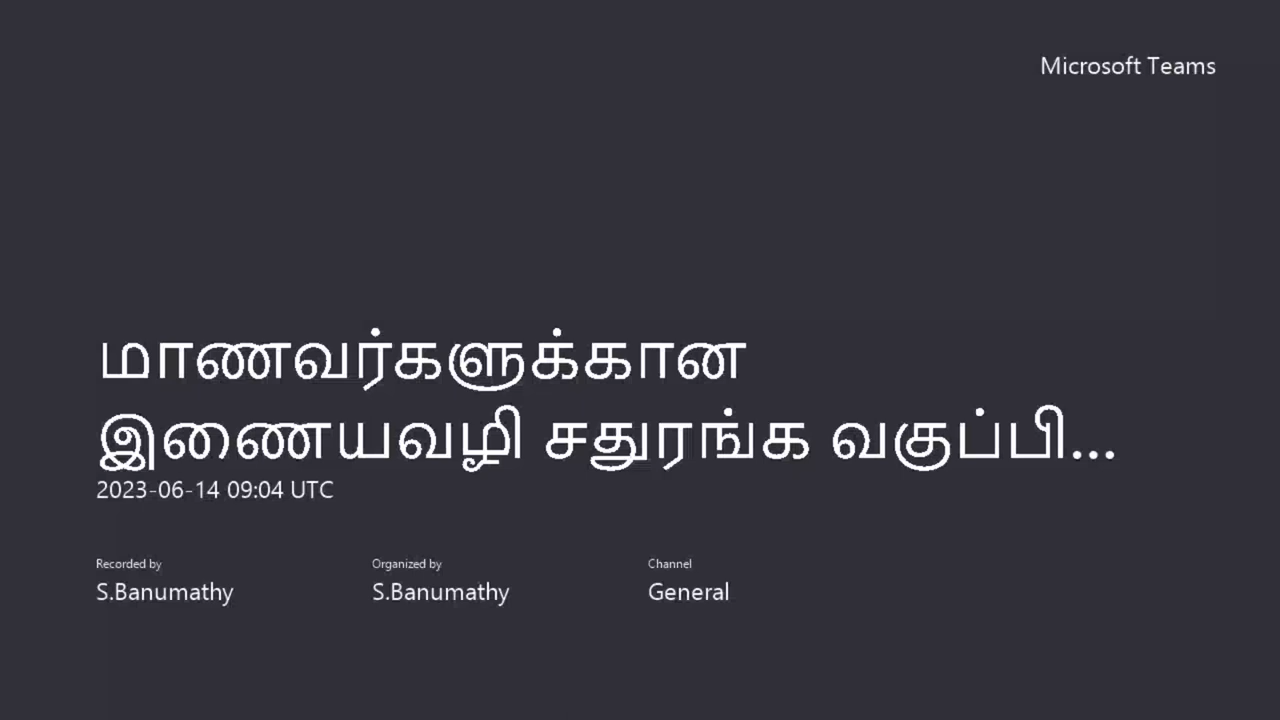 Microsoft Teams
மாணவர்களுக்கான
இணையவழி சதுரங்க வகுப்பி...
2023-06-14 09:04 UTC
Recorded by
S.Banumathy
Organized by
S.Banumathy
Channel
General